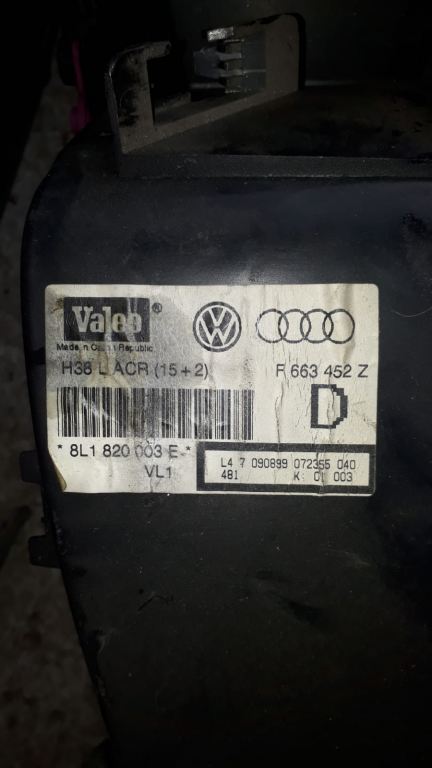 Valeo ®
Made in Czech Republic
H36 L ACR (15+2)
F 663 452 Z
D
* 8L1 820 003 E *
VL1
L4 7 090899 072355 040
481 K 01 003